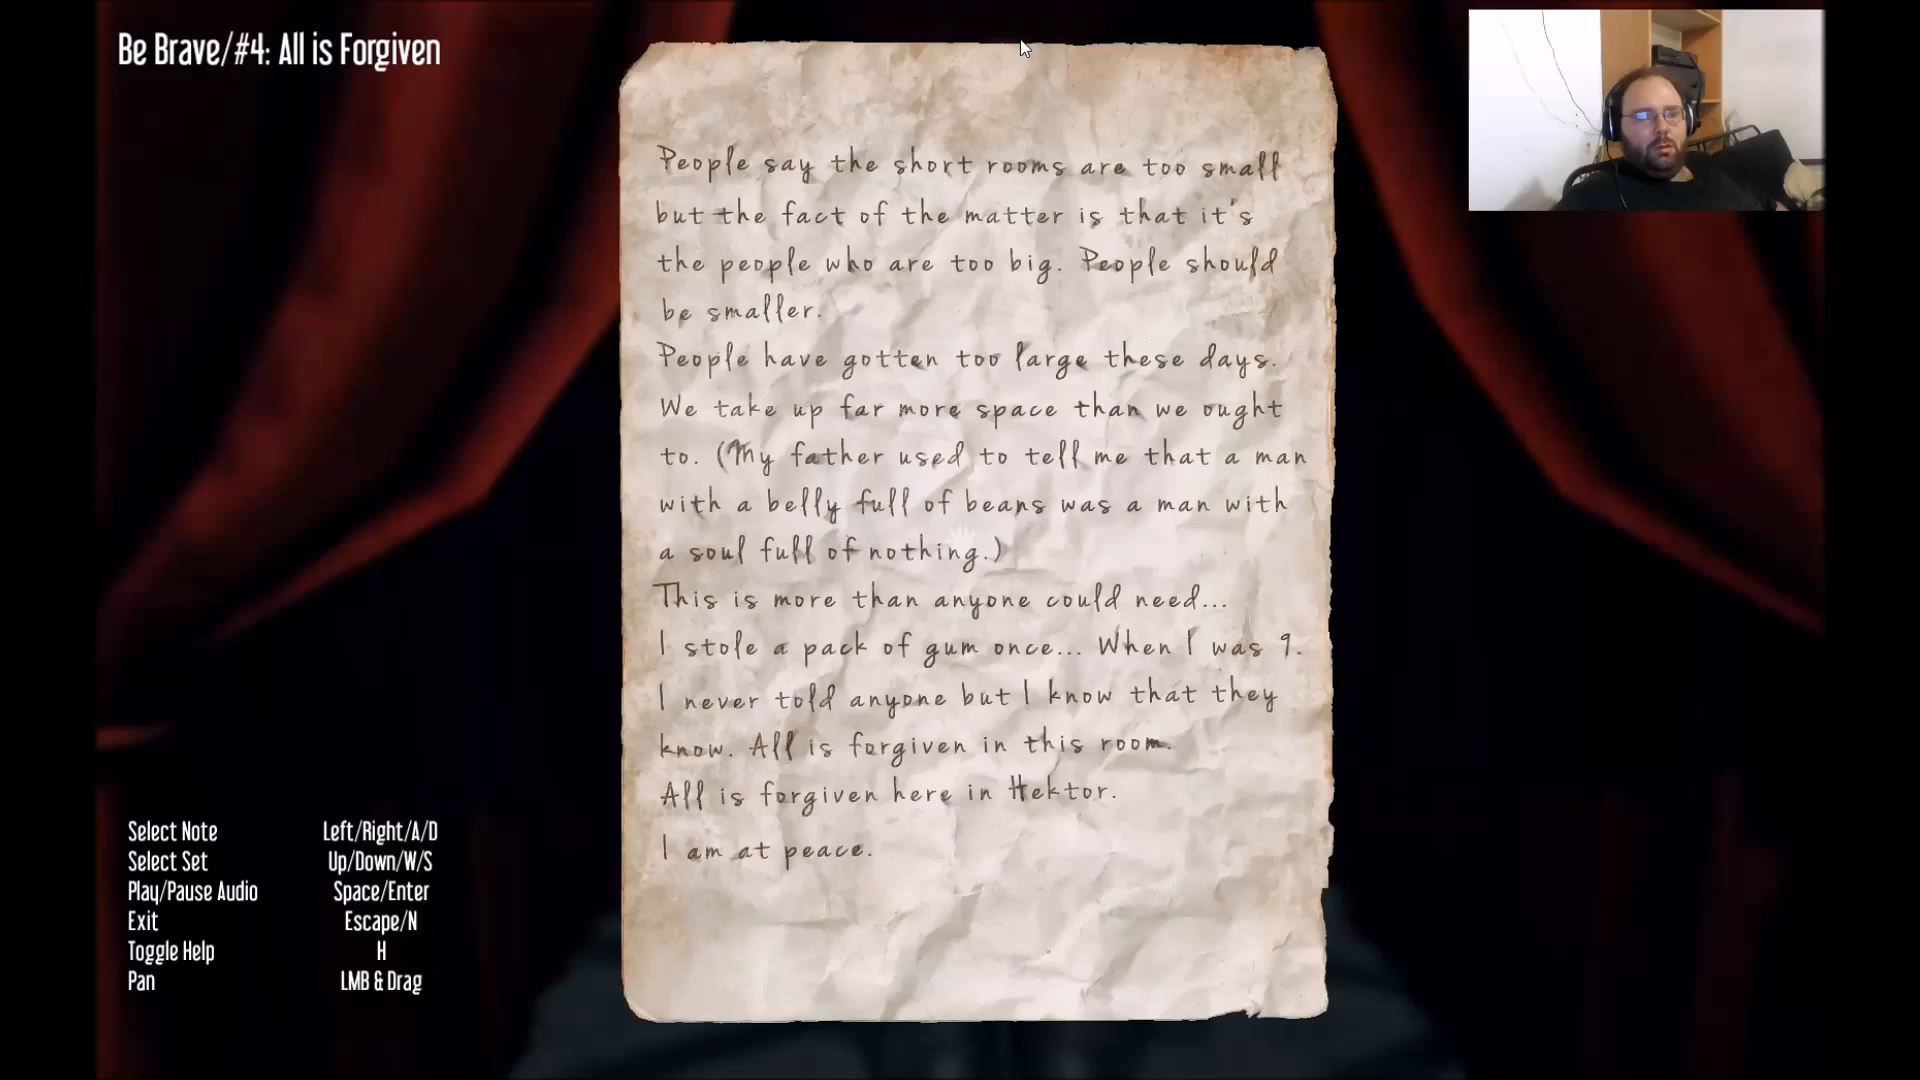 Be Brave/#4: All is Forgiven
People say the short rooms are too small
but the fact of the matter is that it's
the people who are too big. People should
be smaller.
People have gotten too large these days.
We take up far more space than we ought
to. (My father used to tell me that a man
with a belly full of beans was a man with
a soul full of nothing.)
This is more than anyone could need...
I stole a pack of gum once... When I was 9.
I never told anyone but I know that they
know. All is forgiven in this room.
All is forgiven here in Hektor.
I am at peace.
Select Note Left/Right/A/D
Select Set Up/Down/W/S
Play/Pause Audio Space/Enter
Exit Escape/N
Toggle Help H
Pan LMB & Drag